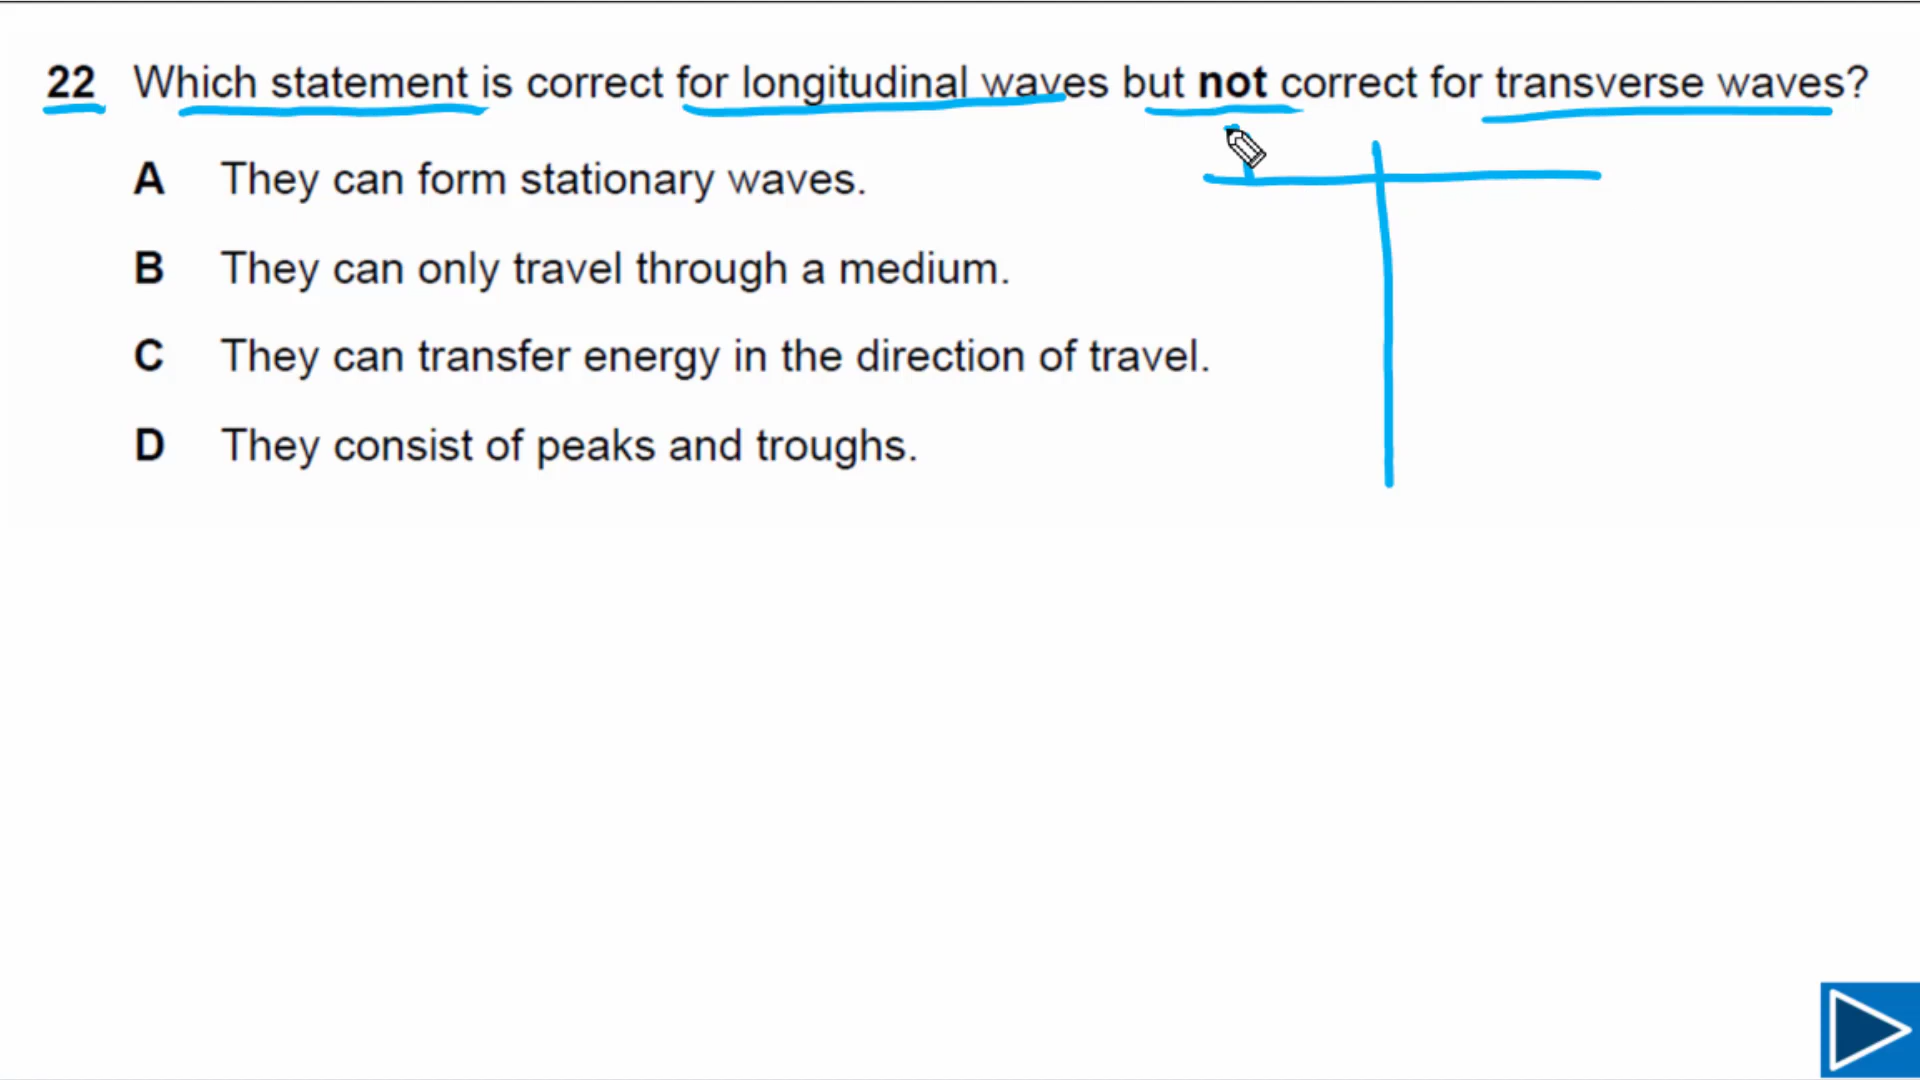 22 Which statement is correct for longitudinal waves but not correct for transverse waves?
A They can form stationary waves.
B They can only travel through a medium.
C They can transfer energy in the direction of travel.
D They consist of peaks and troughs.